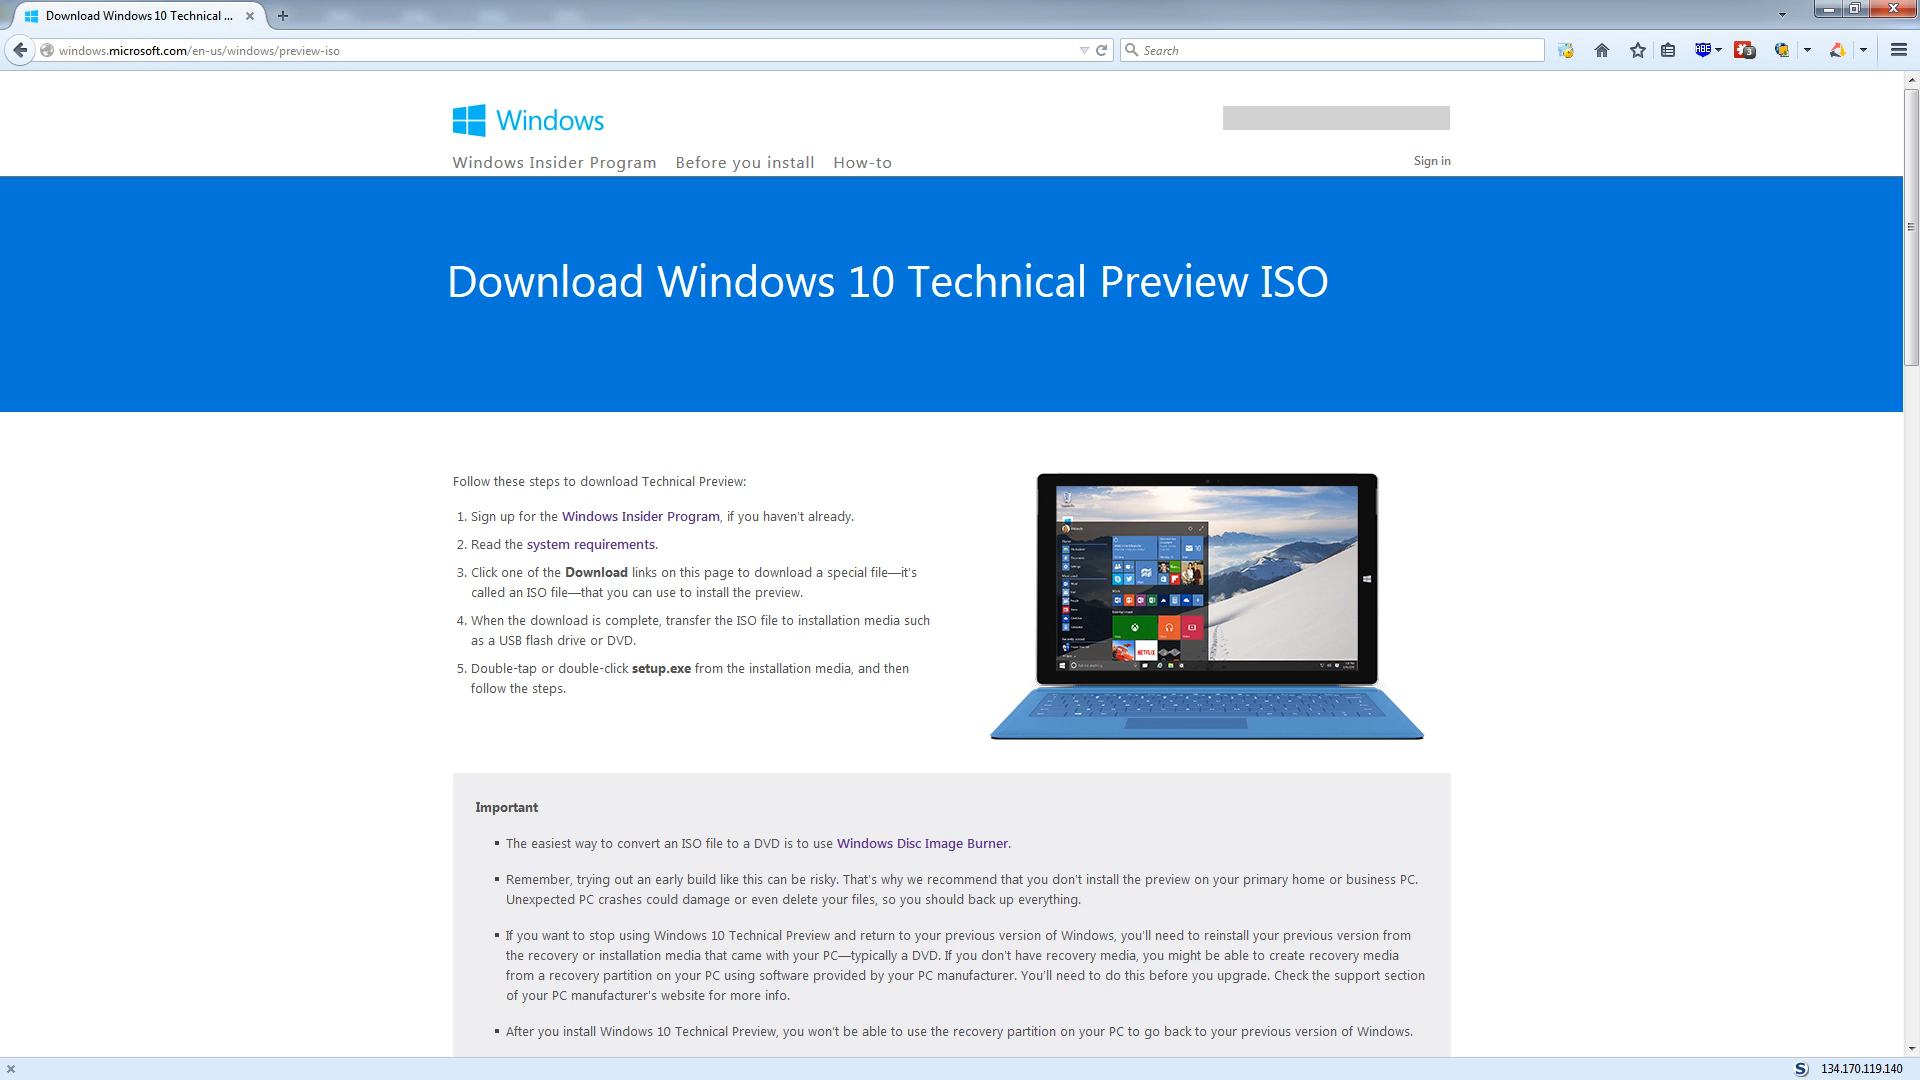 Download Windows 10 Technical ...
windows.microsoft.com/en-us/windows/preview-iso
Search
ABE
3
Windows
Windows Insider Program Before you install How-to
Sign in
Download Windows 10 Technical Preview ISO
Follow these steps to download Technical Preview:
1. Sign up for the Windows Insider Program, if you haven't already.
2. Read the system requirements.
3. Click one of the Download links on this page to download a special file—it's
called an ISO file—that you can use to install the preview.
4. When the download is complete, transfer the ISO file to installation media such
as a USB flash drive or DVD.
5. Double-tap or double-click setup.exe from the installation media, and then
follow the steps.
NETFLIX
Important
▪ The easiest way to convert an ISO file to a DVD is to use Windows Disc Image Burner.
▪ Remember, trying out an early build like this can be risky. That's why we recommend that you don't install the preview on your primary home or business PC.
Unexpected PC crashes could damage or even delete your files, so you should back up everything.
▪ If you want to stop using Windows 10 Technical Preview and return to your previous version of Windows, you'll need to reinstall your previous version from
the recovery or installation media that came with your PC—typically a DVD. If you don't have recovery media, you might be able to create recovery media
from a recovery partition on your PC using software provided by your PC manufacturer. You'll need to do this before you upgrade. Check the support section
of your PC manufacturer's website for more info.
▪ After you install Windows 10 Technical Preview, you won't be able to use the recovery partition on your PC to go back to your previous version of Windows.
S 134.170.119.140